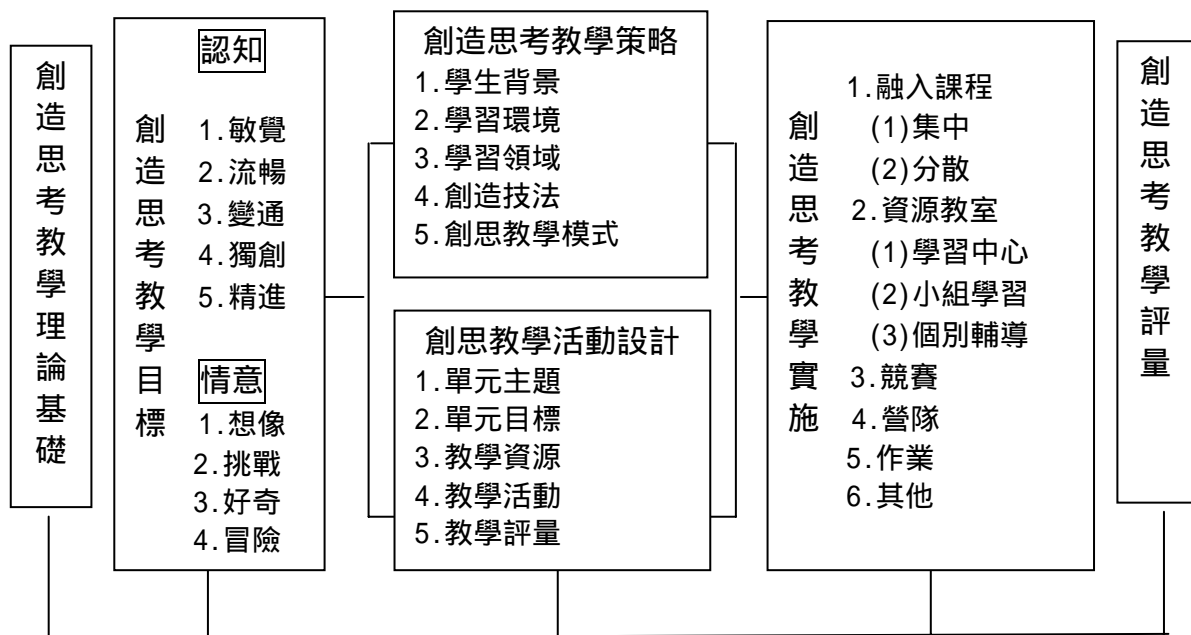 創造思考教學理論基礎
創造思考教學目標
認知
1.敏覺
2.流暢
3.變通
4.獨創
5.精進
情意
1.想像
2.挑戰
3.好奇
4.冒險
創造思考教學策略
1.學生背景
2.學習環境
3.學習領域
4.創造技法
5.創思教學模式
創思教學活動設計
1.單元主題
2.單元目標
3.教學資源
4.教學活動
5.教學評量
創造思考教學實施
1.融入課程
(1)集中
(2)分散
2.資源教室
(1)學習中心
(2)小組學習
(3)個別輔導
3.競賽
4.營隊
5.作業
6.其他
創造思考教學評量